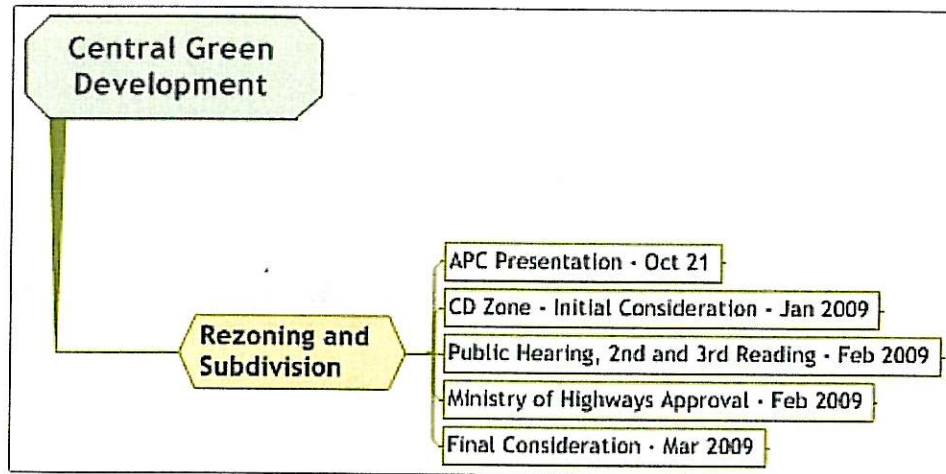 Central Green
Development
Rezoning and
Subdivision
APC Presentation - Oct 21
CD Zone - Initial Consideration - Jan 2009
Public Hearing, 2nd and 3rd Reading - Feb 2009
Ministry of Highways Approval - Feb 2009
Final Consideration - Mar 2009